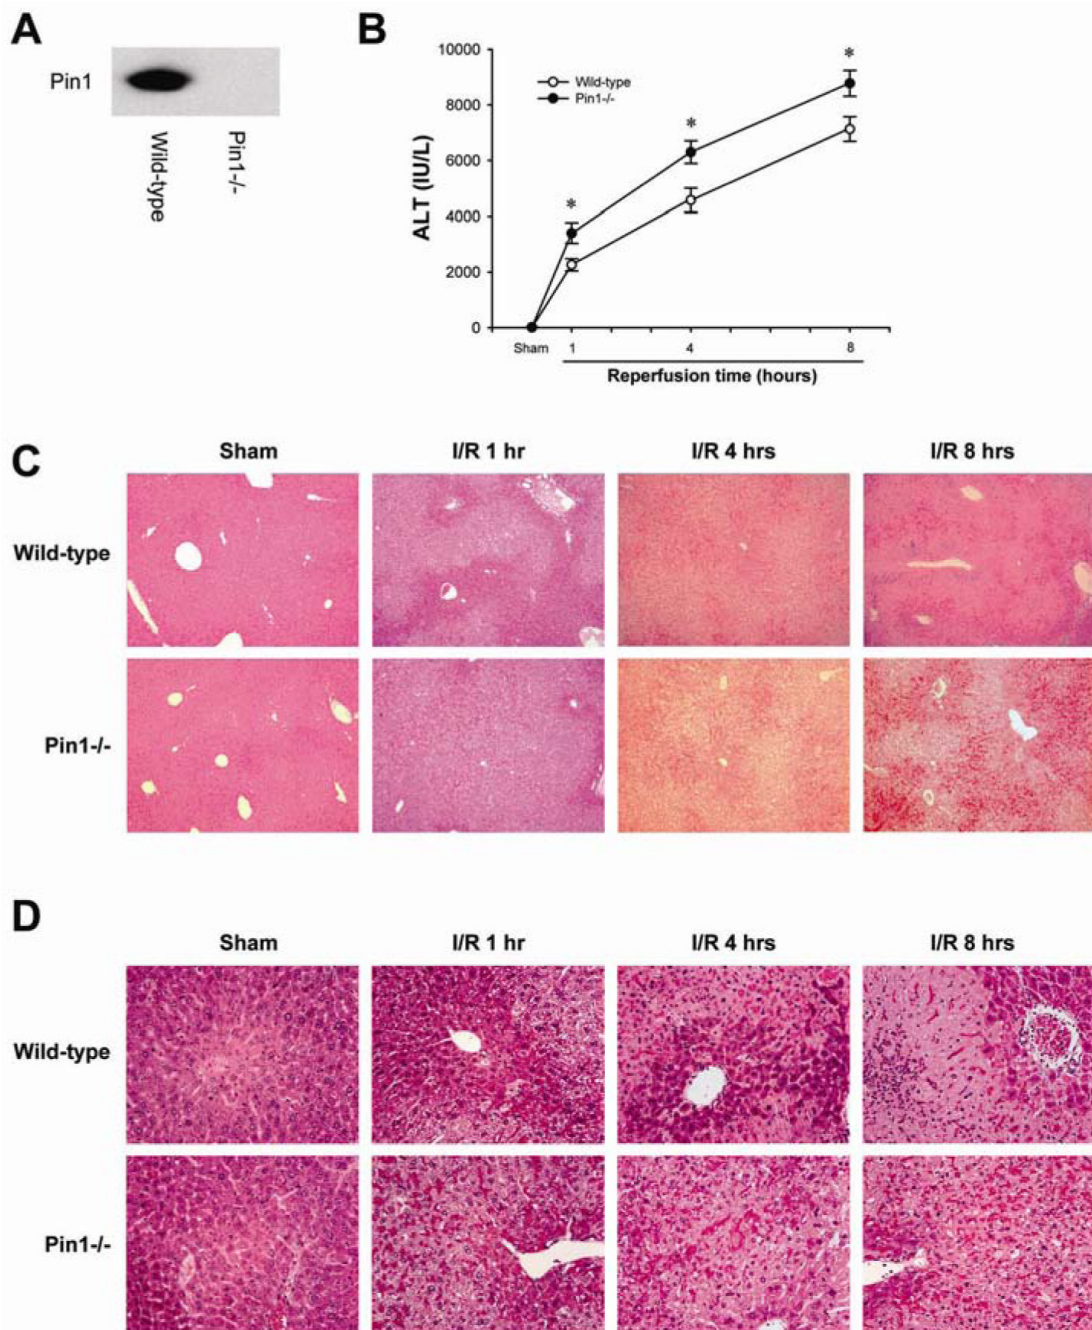 A
Pin1
Wild-type
Pin1-/-
B
10000
8000
6000
4000
2000
0
ALT (IU/L)
Wild-type
Pin1-/-
*
*
*
Sham
1
4
8
Reperfusion time (hours)
C
Sham
I/R 1 hr
I/R 4 hrs
I/R 8 hrs
Wild-type
Pin1-/-
D
Sham
I/R 1 hr
I/R 4 hrs
I/R 8 hrs
Wild-type
Pin1-/-